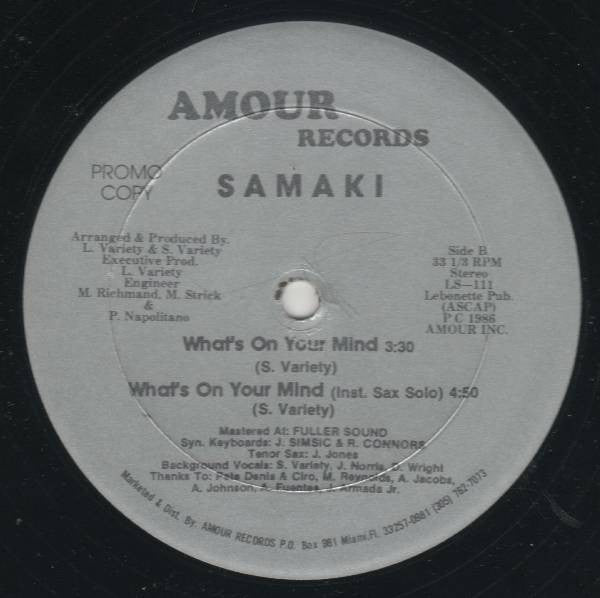 AMOUR
RECORDS
PROMO
COPY
SAMAKI
Arranged & Produced By.
L. Variety & S. Variety
Executive Prod.
L. Variety
Engineer
M. Richmand, M. Strick
&
P. Napolitano
Side B
33 1/3 RPM
Stereo
LS—111
Lebonette Pub.
(ASCAP)
P C 1986
AMOUR INC.
What's On Your Mind 3:30
(S. Variety)
What's On Your Mind (Inst. Sax Solo) 4:50
(S. Variety)
Mastered At: FULLER SOUND
Syn. Keyboards: J. SIMSIC & R. CONNORS
Tenor Sax: J. Jones
Background Vocals: S. Variety, J. Norris, D. Wright
Thanks To: Pete Denis & Ciro, M. Reynolds, A. Jacobs,
A. Johnson, A. Fuentes, J. Armada Jr.
Marketed & Dist. By. AMOUR RECORDS P.O. Box 981 Miami,Fl. 33257-0981 (305) 762-7073